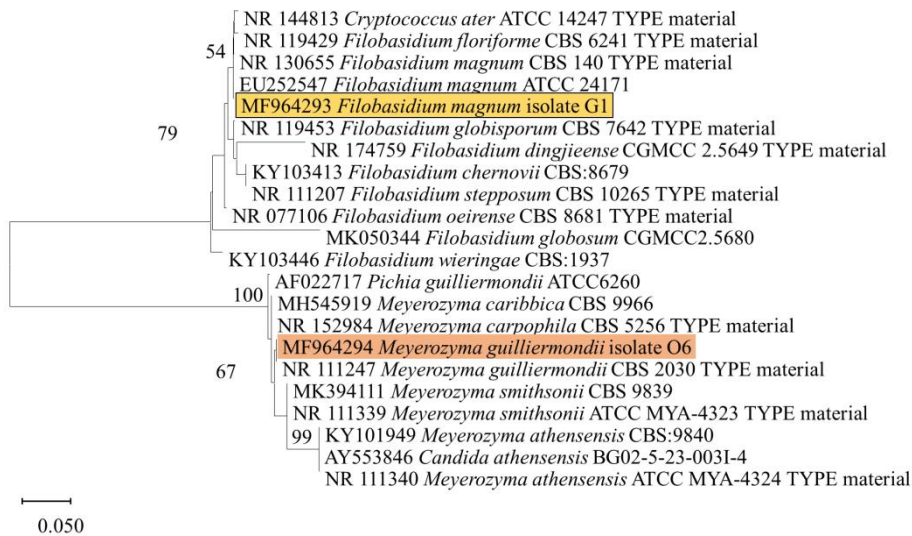 NR 144813 Cryptococcus ater ATCC 14247 TYPE material
NR 119429 Filobasidium floriforme CBS 6241 TYPE material
54
NR 130655 Filobasidium magnum CBS 140 TYPE material
EU252547 Filobasidium magnum ATCC 24171
MF964293 Filobasidium magnum isolate G1
79
NR 119453 Filobasidium globisporum CBS 7642 TYPE material
NR 174759 Filobasidium dingjieense CGMCC 2.5649 TYPE material
KY103413 Filobasidium chernovii CBS:8679
NR 111207 Filobasidium stepposum CBS 10265 TYPE material
NR 077106 Filobasidium oeirense CBS 8681 TYPE material
MK050344 Filobasidium globosum CGMCC2.5680
KY103446 Filobasidium wieringae CBS:1937
AF022717 Pichia guilliermondii ATCC6260
100
MH545919 Meyerozyma caribbica CBS 9966
NR 152984 Meyerozyma carpophila CBS 5256 TYPE material
MF964294 Meyerozyma guilliermondii isolate O6
67
NR 111247 Meyerozyma guilliermondii CBS 2030 TYPE material
MK394111 Meyerozyma smithsonii CBS 9839
NR 111339 Meyerozyma smithsonii ATCC MYA-4323 TYPE material
99
KY101949 Meyerozyma athensensis CBS:9840
AY553846 Candida athensensis BG02-5-23-003I-4
NR 111340 Meyerozyma athensensis ATCC MYA-4324 TYPE material
0.050